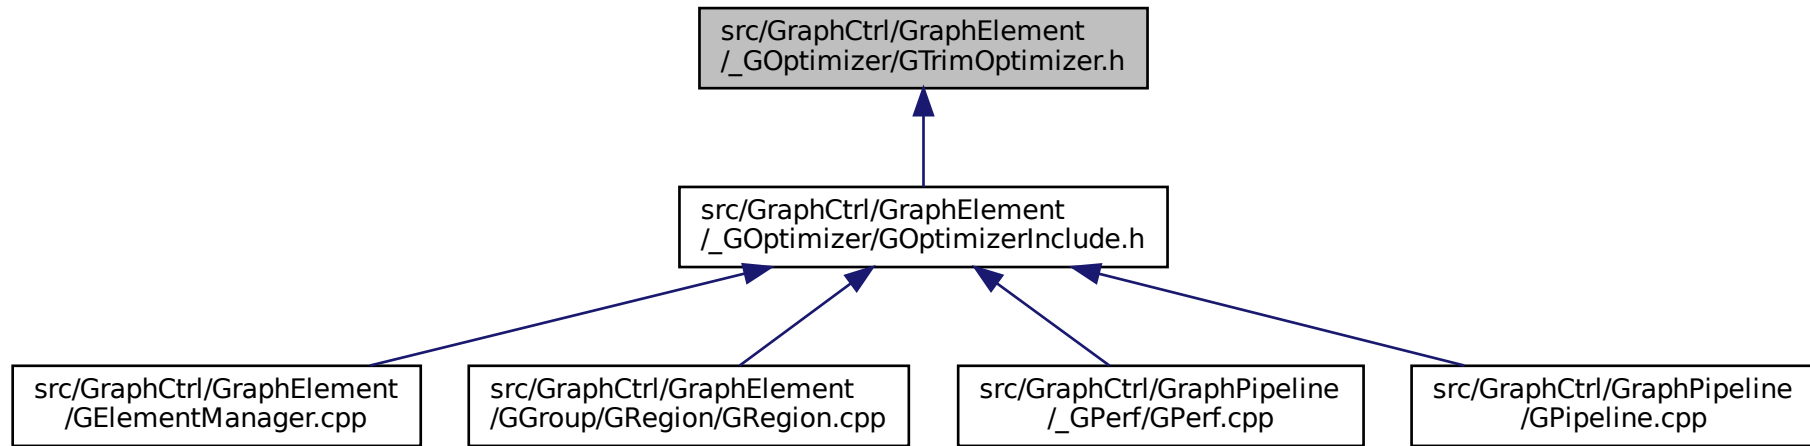 src/GraphCtrl/GraphElement
/_GOptimizer/GTrimOptimizer.h
src/GraphCtrl/GraphElement
/_GOptimizer/GOptimizerInclude.h
src/GraphCtrl/GraphElement
/GElementManager.cpp
src/GraphCtrl/GraphElement
/GGroup/GRegion/GRegion.cpp
src/GraphCtrl/GraphPipeline
/_GPerf/GPerf.cpp
src/GraphCtrl/GraphPipeline
/GPipeline.cpp